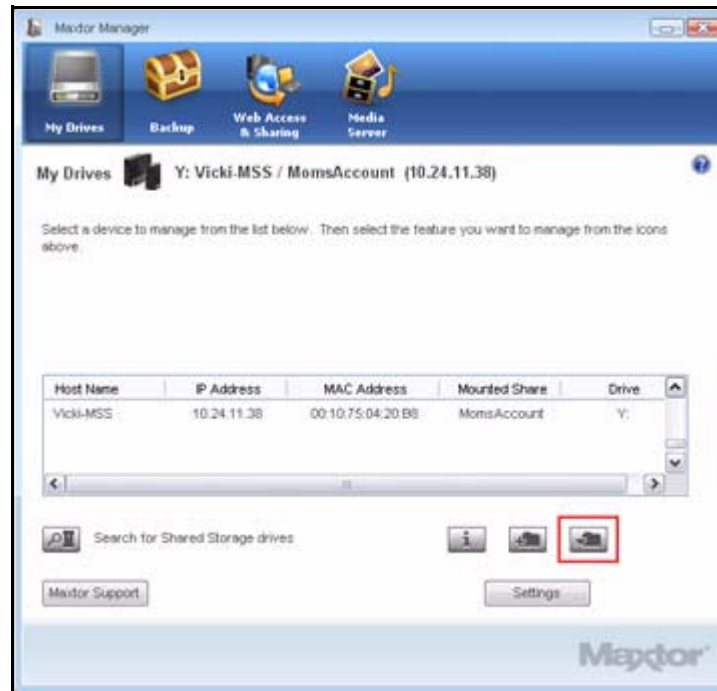 Maxtor Manager
My Drives
Backup
Web Access
& Sharing
Media
Server
My Drives Y: Vicki-MSS / MomsAccount (10.24.11.38)
Select a device to manage from the list below. Then select the feature you want to manage from the icons
above.
Host Name IP Address MAC Address Mounted Share Drive
Vicki-MSS 10.24.11.38 00:10:75:04:20:B8 MomsAccount Y:
Search for Shared Storage drives
Maxtor Support Settings
Maxtor